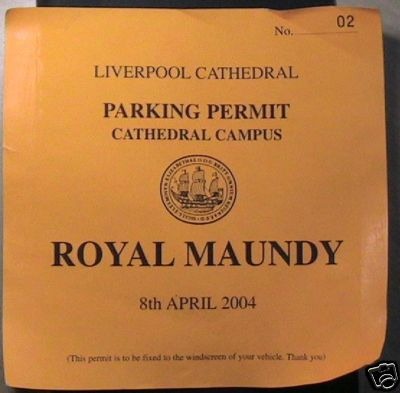 No. 02
LIVERPOOL CATHEDRAL
PARKING PERMIT
CATHEDRAL CAMPUS
ROYAL MAUNDY
8th APRIL 2004
(This permit is to be fixed to the windscreen of your vehicle. Thank you)